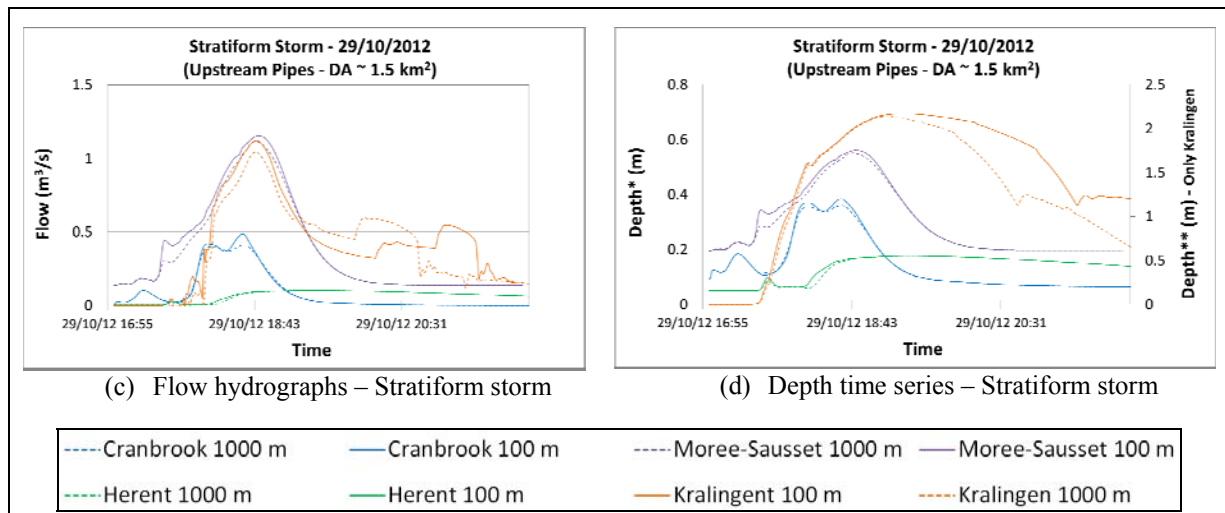 Stratiform Storm - 29/10/2012
(Upstream Pipes - DA ~ 1.5 km²)
1.5
1
0.5
0
Flow (m³/s)
29/10/12 16:55
29/10/12 18:43
29/10/12 20:31
Time
(c) Flow hydrographs – Stratiform storm
Stratiform Storm - 29/10/2012
(Upstream Pipes - DA ~ 1.5 km²)
0.8
0.6
0.4
0.2
0
Depth* (m)
2.5
2
1.5
1
0.5
0
Depth** (m) - Only Kralingen
29/10/12 16:55
29/10/12 18:43
29/10/12 20:31
Time
(d) Depth time series – Stratiform storm
Cranbrook 1000 m
Cranbrook 100 m
Moree-Sausset 1000 m
Moree-Sausset 100 m
Herent 1000 m
Herent 100 m
Kralingent 100 m
Kralingen 1000 m